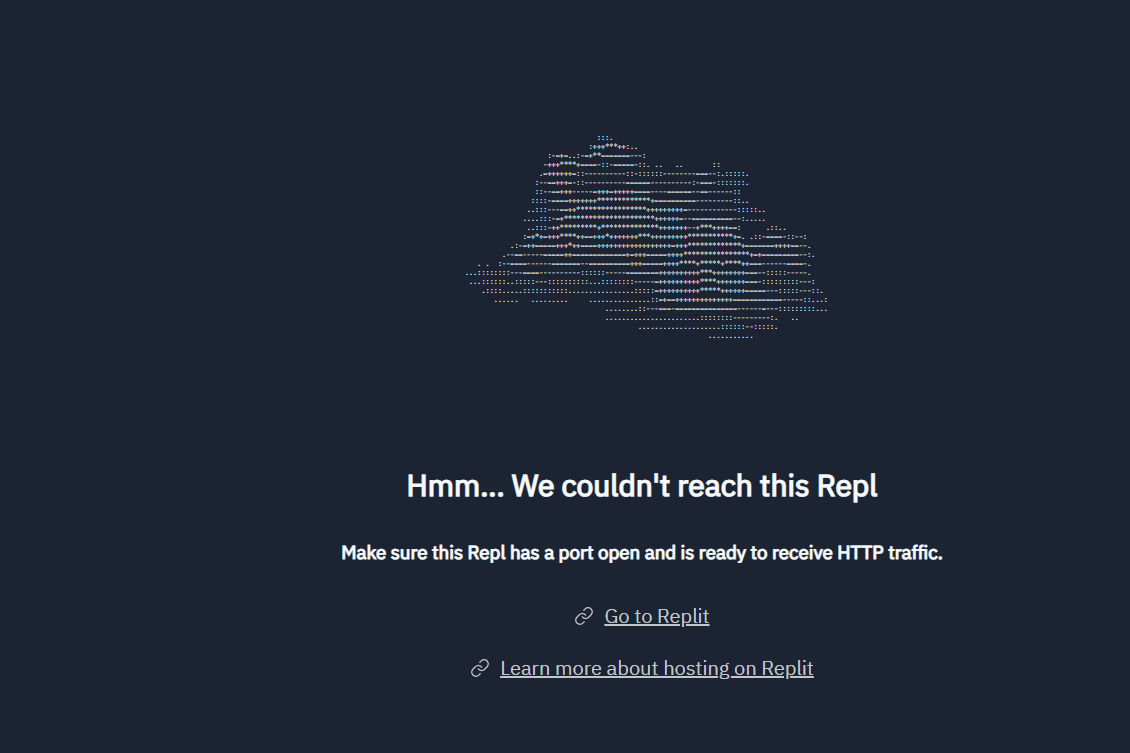 Hmm... We couldn't reach this Repl
Make sure this Repl has a port open and is ready to receive HTTP traffic.
Go to Replit
Learn more about hosting on Replit